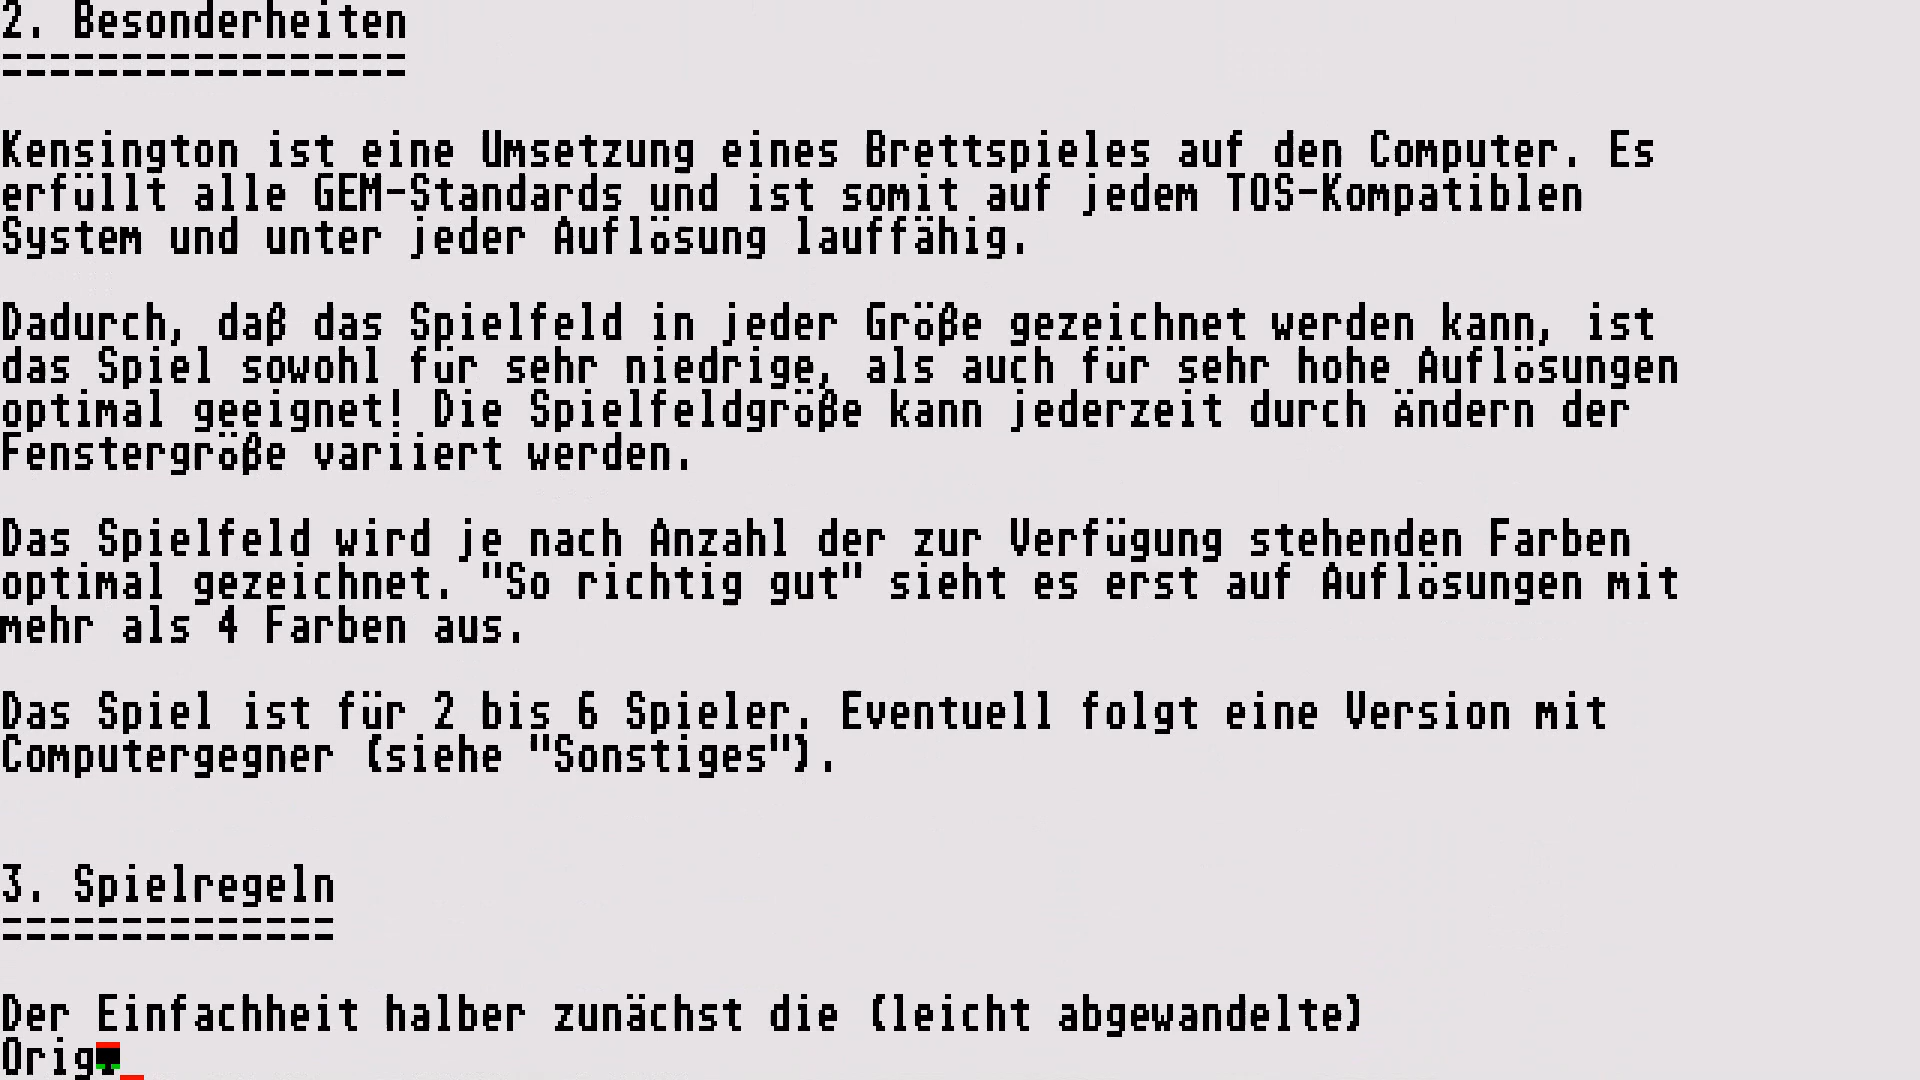 2. Besonderheiten
=================
Kensington ist eine Umsetzung eines Brettspieles auf den Computer. Es
erfüllt alle GEM-Standards und ist somit auf jedem TOS-Kompatiblen
System und unter jeder Auflösung lauffähig.
Dadurch, daß das Spielfeld in jeder Größe gezeichnet werden kann, ist
das Spiel sowohl für sehr niedrige, als auch für sehr hohe Auflösungen
optimal geeignet! Die Spielfeldgröße kann jederzeit durch Ändern der
Fenstergröße variiert werden.
Das Spielfeld wird je nach Anzahl der zur Verfügung stehenden Farben
optimal gezeichnet. "So richtig gut" sieht es erst auf Auflösungen mit
mehr als 4 Farben aus.
Das Spiel ist für 2 bis 6 Spieler. Eventuell folgt eine Version mit
Computergegner (siehe "Sonstiges").
3. Spielregeln
==============
Der Einfachheit halber zunächst die (leicht abgewandelte)
Orig